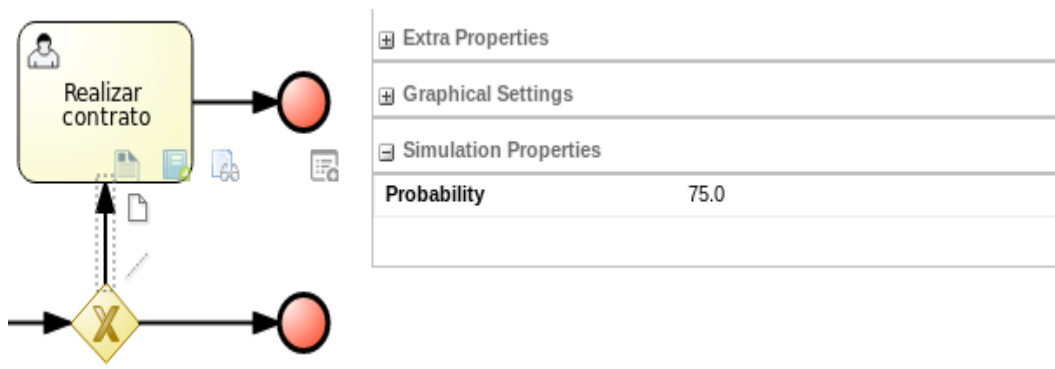 Realizar
contrato
X
Extra Properties
Graphical Settings
Simulation Properties
Probability 75.0